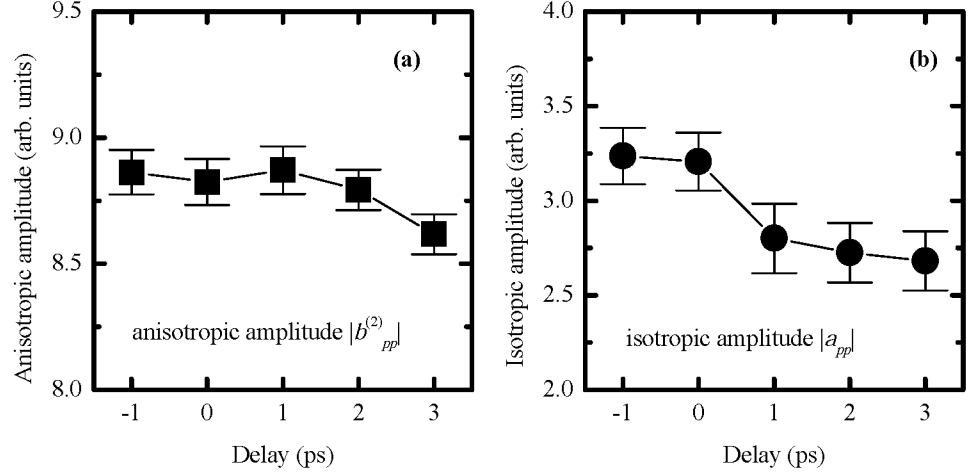 (a)
Anisotropic amplitude (arb. units)
9.5
9.0
8.5
8.0
anisotropic amplitude |b^{(2)}_{pp}|
-1 0 1 2 3
Delay (ps)
(b)
Isotropic amplitude (arb. units)
4.0
3.5
3.0
2.5
2.0
isotropic amplitude |a_{pp}|
-1 0 1 2 3
Delay (ps)